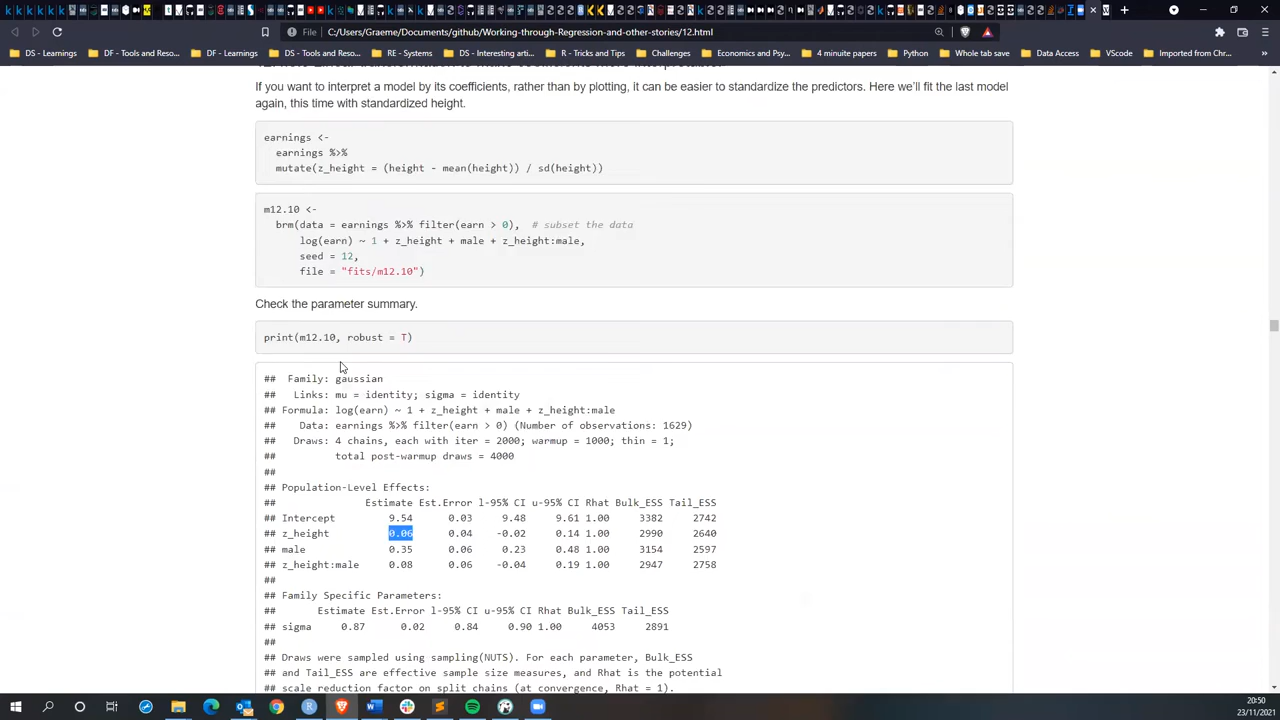 File C:/Users/Graeme/Documents/github/Working-through-Regression-and-other-stories/12.html
DS - Learnings DF - Tools and Reso... DF - Learnings DS - Tools and Reso... RE - Systems DS - Interesting arti... R - Tricks and Tips Challenges Economics and Psy... 4 minuite papers Python Whole tab save Data Access VScode Imported from Chr...
If you want to interpret a model by its coefficients, rather than by plotting, it can be easier to standardize the predictors. Here we'll fit the last model
again, this time with standardized height.
earnings <-
earnings %>%
mutate(z_height = (height - mean(height)) / sd(height))
m12.10 <-
brm(data = earnings %>% filter(earn > 0), # subset the data
log(earn) ~ 1 + z_height + male + z_height:male,
seed = 12,
file = "fits/m12.10")
Check the parameter summary.
print(m12.10, robust = T)
## Family: gaussian
## Links: mu = identity; sigma = identity
## Formula: log(earn) ~ 1 + z_height + male + z_height:male
## Data: earnings %>% filter(earn > 0) (Number of observations: 1629)
## Draws: 4 chains, each with iter = 2000; warmup = 1000; thin = 1;
## total post-warmup draws = 4000
##
## Population-Level Effects:
## Estimate Est.Error l-95% CI u-95% CI Rhat Bulk_ESS Tail_ESS
## Intercept 9.54 0.03 9.48 9.61 1.00 3382 2742
## z_height 0.06 0.04 -0.02 0.14 1.00 2990 2640
## male 0.35 0.06 0.23 0.48 1.00 3154 2597
## z_height:male 0.08 0.06 -0.04 0.19 1.00 2947 2758
##
## Family Specific Parameters:
## Estimate Est.Error l-95% CI u-95% CI Rhat Bulk_ESS Tail_ESS
## sigma 0.87 0.02 0.84 0.90 1.00 4053 2891
##
## Draws were sampled using sampling(NUTS). For each parameter, Bulk_ESS
## and Tail_ESS are effective sample size measures, and Rhat is the potential
## scale reduction factor on split chains (at convergence, Rhat = 1).
20:50
23/11/2021